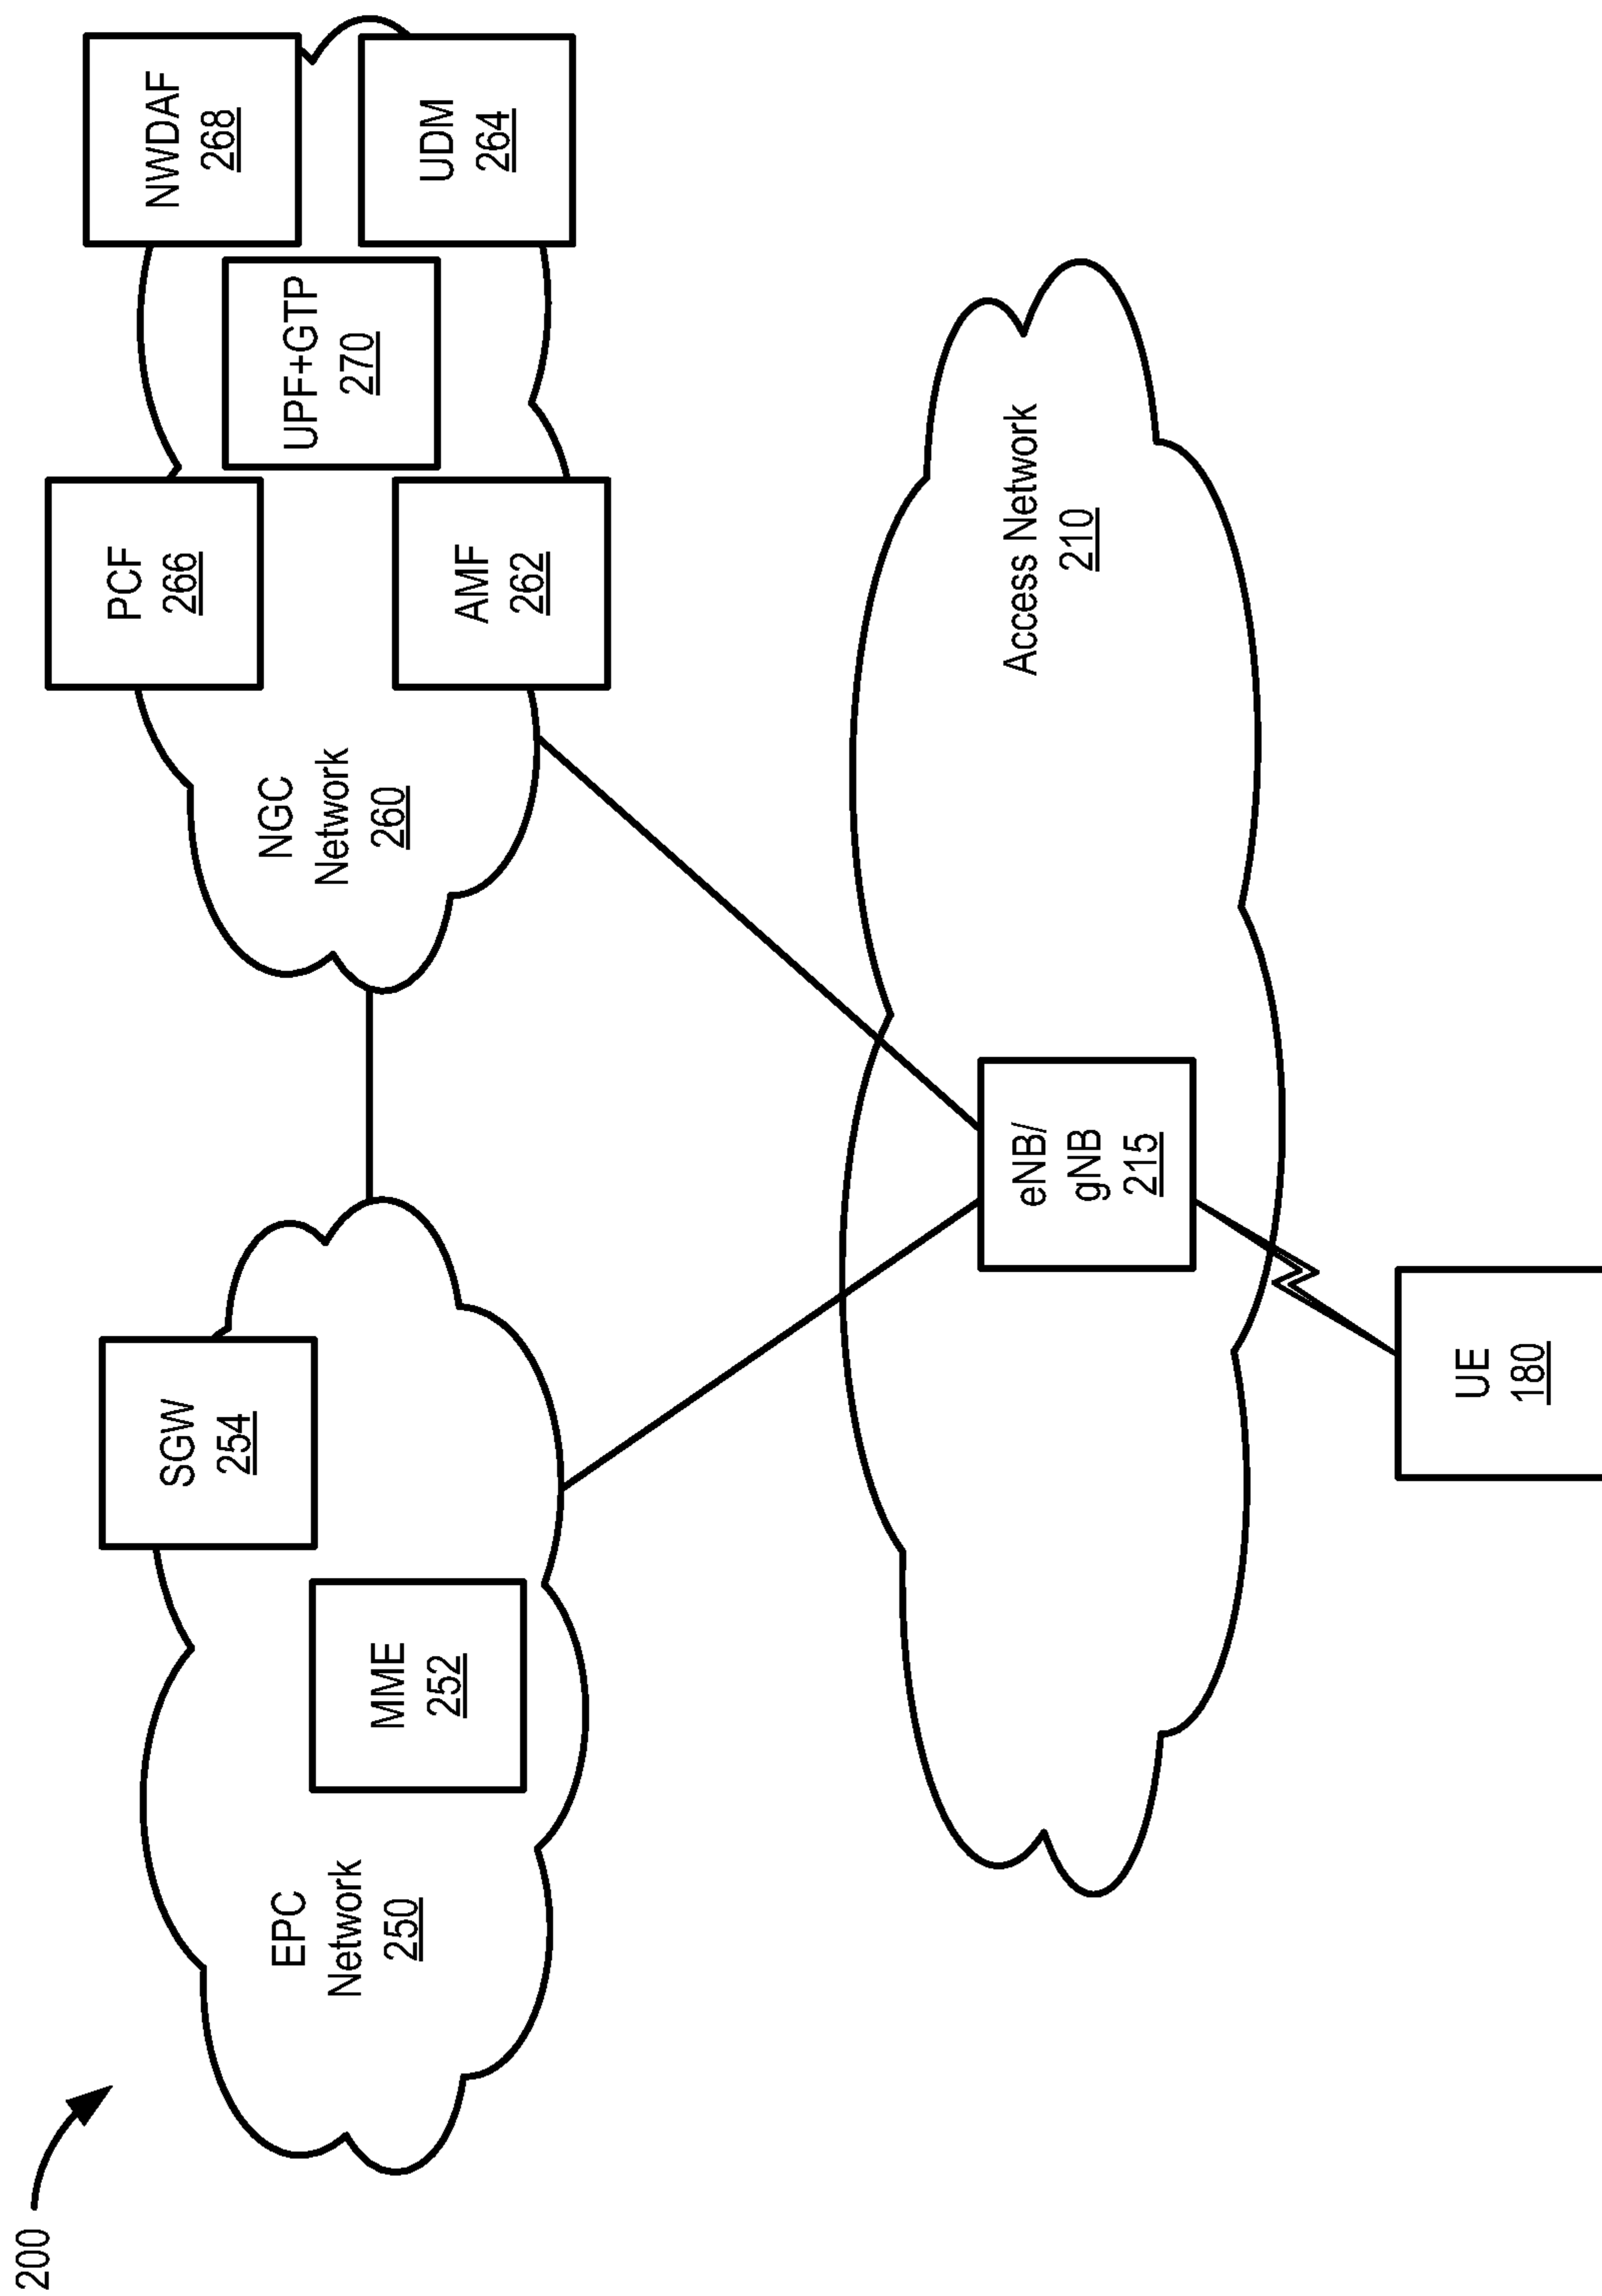 200
EPC
Network
250
MME
252
SGW
254
NGC
Network
260
PCF
266
AMF
262
UPF+GTP
270
NWDAF
268
UDM
264
Access Network
210
eNB/
gNB
215
UE
180